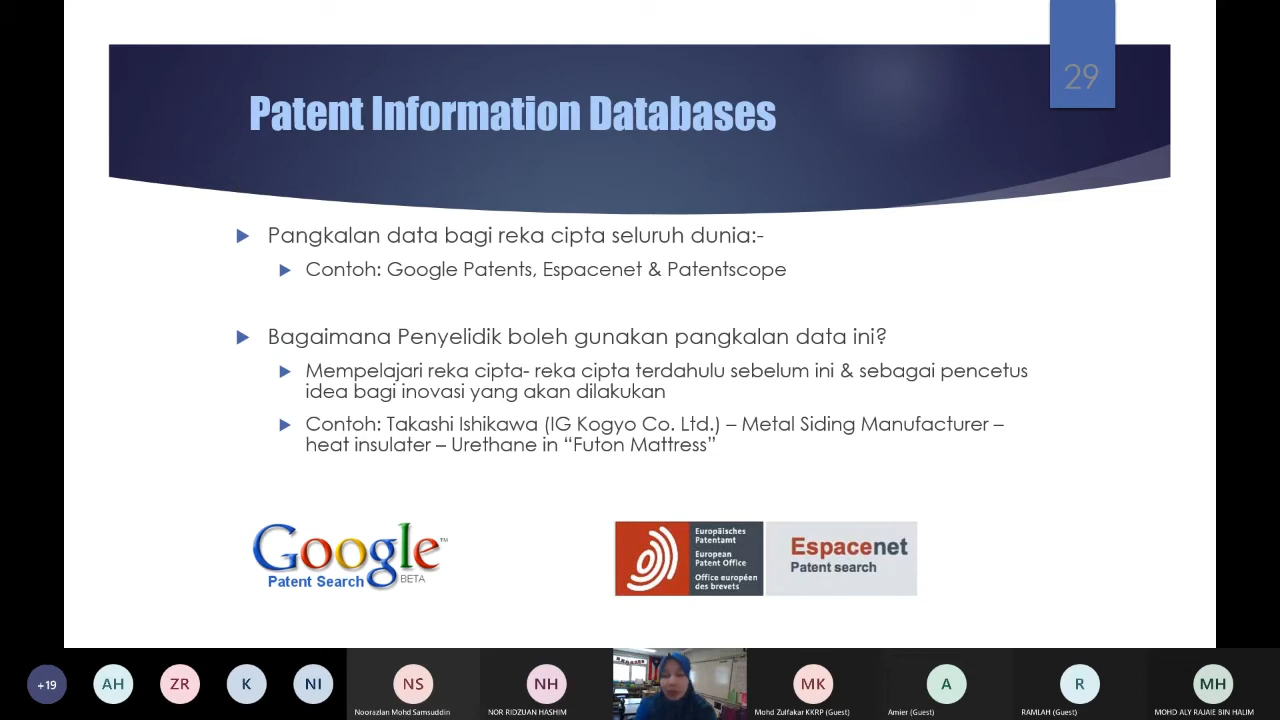 29
Patent Information Databases
Pangkalan data bagi reka cipta seluruh dunia:-
Contoh: Google Patents, Espacenet & Patentscope
Bagaimana Penyelidik boleh gunakan pangkalan data ini?
Mempelajari reka cipta- reka cipta terdahulu sebelum ini & sebagai pencetus
idea bagi inovasi yang akan dilakukan
Contoh: Takashi Ishikawa (IG Kogyo Co. Ltd.) – Metal Siding Manufacturer –
heat insulater – Urethane in “Futon Mattress”
Google™
Patent Search BETA
Europäisches
Patentamt
European
Patent Office
Office européen
des brevets
Espacenet
Patent search
+19
AH
ZR
K
NI
NS
NH
MK
A
R
MH
Noorazlan Mohd Samsuddin
NOR RIDZUAN HASHIM
Mohd Zulfakar KKRP (Guest)
Amier (Guest)
RAMLAH (Guest)
MOHD ALY RAJAIE BIN HALIM